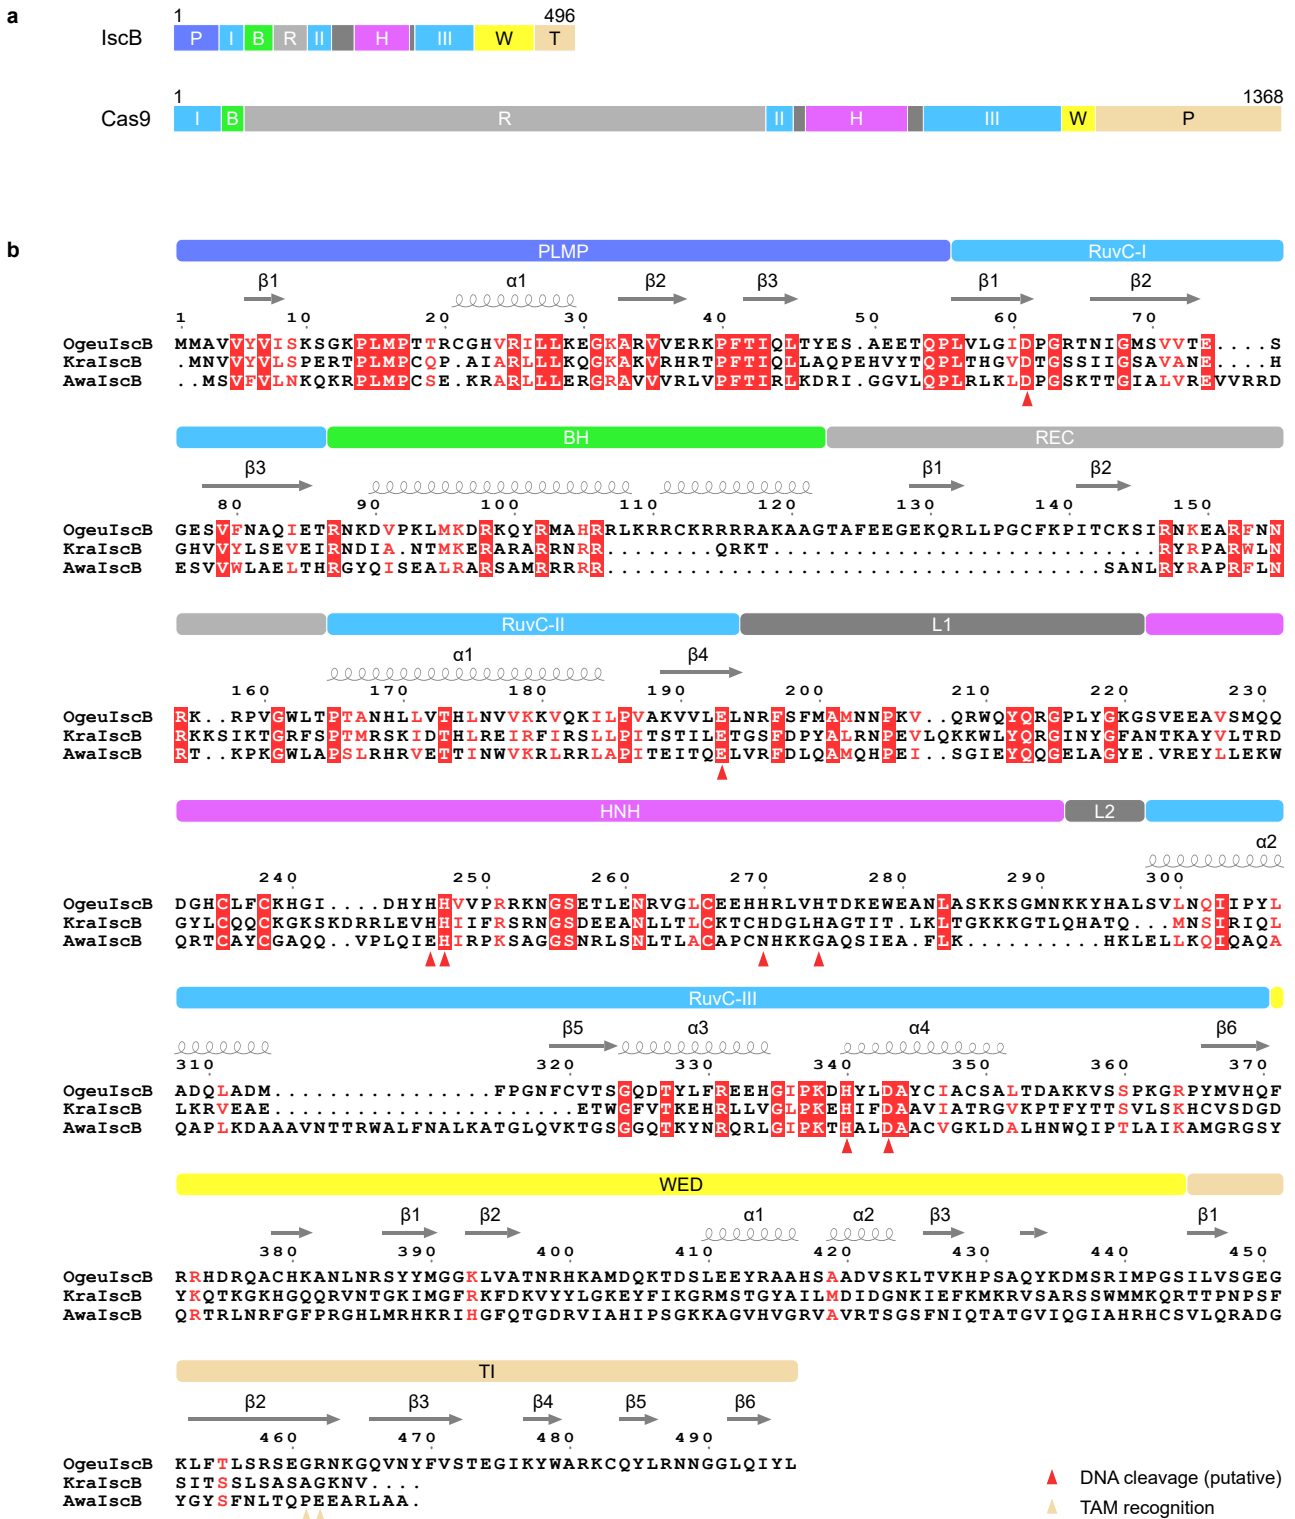 a
1 496
IscB P I B R II H III W T
1 1368
Cas9 I B R II H III W P
b
PLMP RuvC-I
β1 α1 β2 β3 β1 β2
1 10 20 30 40 50 60 70
OgeuIscB MMAVVYVISKSGKPLMPTTRCGHVRILLKEGKARVVERKPFTIQLTYES.AEETQPLVLGIDPGRTNIGMSVVTE....S
KraIscB .MNVVYVLSPERTPLMPCQP.AIARLLLKQGKAKVRHRTPFTIQLLAQPEHVYTQPLTHGVDTGSSIIGSAVANE....H
AwaIscB ..MSVFVLNKQKRPLMPCSE.KRARLLLERGRAVVVRLVPFTIRLKDRI.GGVLQPLRLKLDPGSKTTGIALVREVVRRD
BH REC
β3 β1 β2
80 90 100 110 120 130 140 150
OgeuIscB GESVFNAQIETRNKDVPKLMKDRKQYRMAHRRLKRRCKRRRRAKAAGTAFEEGEKQRLLPGCFKPITCKSIRNKEARFNN
KraIscB GHVVYLSEVEIRNDIA.NTMKERARARRNRR........QRKT............................RYRPARWLN
AwaIscB ESVVWLAELTHRGYQISEALRARSAMRRRRR....................................SANLRYRAPRFLN
RuvC-II L1
α1 β4
160 170 180 190 200 210 220 230
OgeuIscB RK..RPVGWLTPTANHLLVTHLNVVKKVQKILPVAKVVLELNRFSFMAMNNPKV..QRWQYQRGPLYGKGSVEEAVSMQQ
KraIscB RKKSIKTGRFSPTMRSKIDTHLREIRFIRSLLPITSTILETGSFDPYALRNPEVLQKKWLYQRGINYGFANTKAYVLTRD
AwaIscB RT..KPKGWLAPSLRHRVETTINWVKRLRRLAPITEITQELVRFDLQAMQHPEI..SGIEYQQGELAGYE.VREYLLEKW
HNH L2
α2
240 250 260 270 280 290 300
OgeuIscB DGHCLFCKHGI....DHYHHVVPRRKNGSETLENRVGLCEEHHRLVHTDKEWEANLASKKSGMNKKYHALSVLNQIIPYL
KraIscB GYLCQQCKGKSKDRRLEVHHIIFRSRNGSDEEANLLTLCKTCHDGLHAGTIT.LKLTGKKKGTLQHATQ...MNSIRIQL
AwaIscB QRTCAYCGAQQ..VPLQIEHIRPKSAGGSNRLSNLTLACAPCNHKKGAQSIEA.FLK..........HKLELLKQIQAQA
RuvC-III
β5 α3 α4 β6
310 320 330 340 350 360 370
OgeuIscB ADQLADM................FPGNFCVTSGQDTYLFREEHGIPKDHYLDAYCIACSALTDAKKVSSPKGRPYMVHQF
KraIscB LKRVEAE......................ETWGFVTKEHRLLVGLPKEHIFDAAVIATRGVKPTFYTTSVLSKHCVSDGD
AwaIscB QAPLKDAAAVNTTRWALFNALKATGLQVKTGSGGQTKYNRQRLGIPKTHALDAACVGKLDALHNWQIPTLAIKAMGRGSY
WED
β1 β2 α1 α2 β3 β1
380 390 400 410 420 430 440 450
OgeuIscB RRHDRQACHKANLNRSYYMGGKLVATNRHKAMDQKTDSLEEYRAAHSAADVSKLTVKHPSAQYKDMSRIMPGSILVSGEG
KraIscB YKQTKGKHGQQRVNTGKIMGFRKFDKVYYLGKEYFIKGRMSTGYAILMDIDGNKIEFKMKRVSARSSWMMKQRTTPNPSF
AwaIscB QRTRLNRFGFPRGHLMRHKRIHGFQTGDRVIAHIPSGKKAGVHVGRVAVRTSGSFNIQTATGVIQGIAHRHCSVLQRADG
TI
β2 β3 β4 β5 β6
460 470 480 490
OgeuIscB KLFTLSRSEGRNKGQVNYFVSTEGIKYWARKCQYLRNNGGLQIYL
KraIscB SITSSLSASAGKNV....
AwaIscB YGYSFNLTQPEEARLAA.
DNA cleavage (putative)
TAM recognition